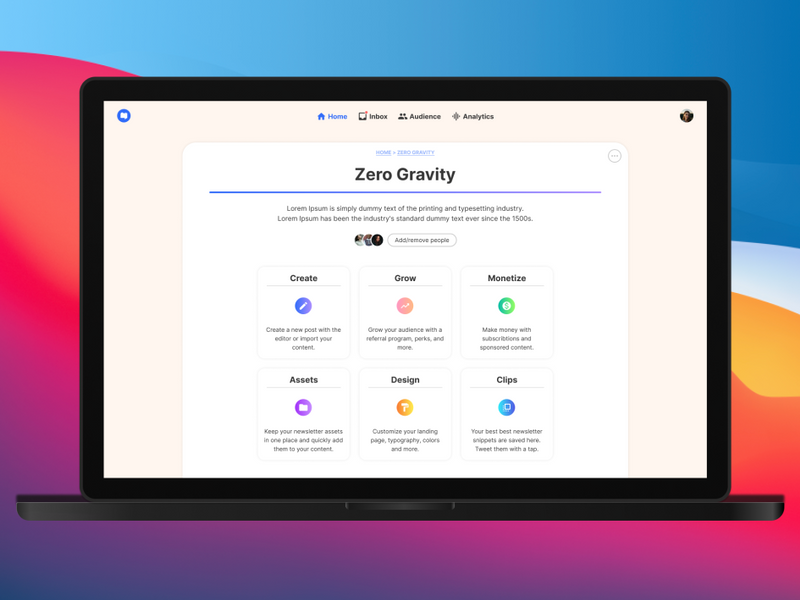 Home Inbox Audience Analytics
HOME » ZERO GRAVITY
Zero Gravity
Lorem Ipsum is simply dummy text of the printing and typesetting industry.
Lorem Ipsum has been the industry's standard dummy text ever since the 1500s.
Add/remove people
Create
Create a new post with the
editor or import your
content.
Grow
Grow your audience with a
referral program, perks, and
more.
Monetize
Make money with
subscribtions and
sponsored content.
Assets
Keep your newsletter assets
in one place and quickly add
them to your content.
Design
Customize your landing
page, typography, colors
and more.
Clips
Your best best newsletter
snippets are saved here.
Tweet them with a tap.